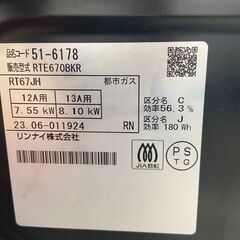 品名コード 51-6178
販売型式 RTE670BKR
RT67JH 都市ガス
12A用 13A用
7.55 kW 8.10 kW
23.06-011924 RN
リンナイ株式会社
区分名 C
効率56.3 %
区分名 J
効率 180 Wh
JIA認証
PS
TG